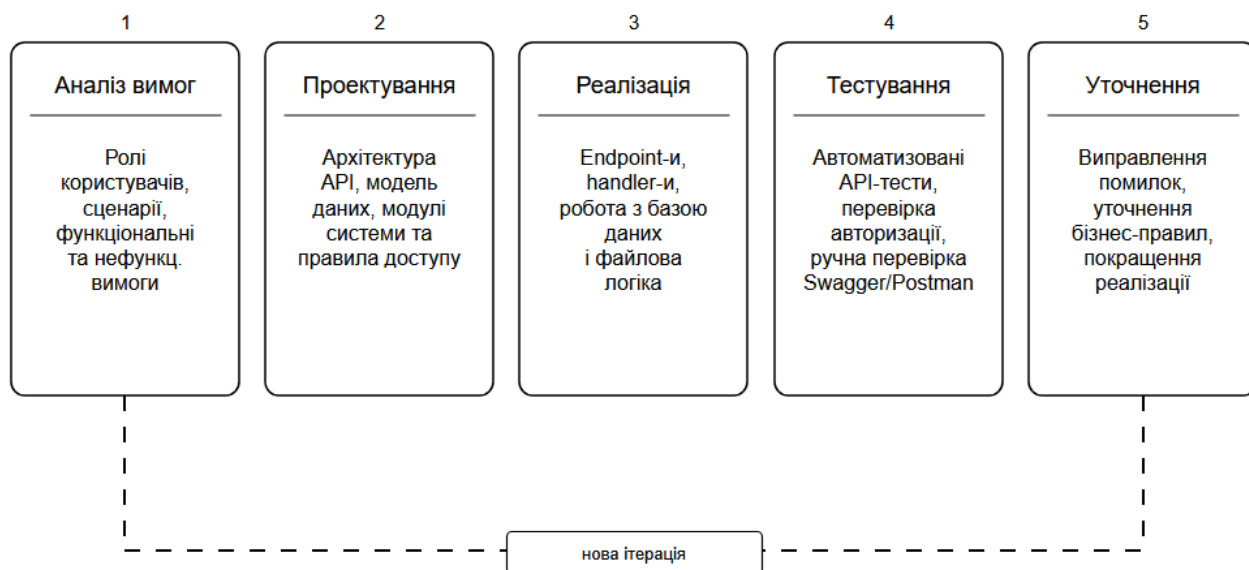 1
Аналіз вимог
Ролі
користувачів,
сценарії,
функціональні
та нефункц.
вимоги
2
Проектування
Архітектура
API, модель
даних, модулі
системи та
правила доступу
3
Реалізація
Endpoint-и,
handler-и,
робота з базою
даних
і файлова
логіка
4
Тестування
Автоматизовані
API-тести,
перевірка
авторизації,
ручна перевірка
Swagger/Postman
5
Уточнення
Виправлення
помилок,
уточнення
бізнес-правил,
покращення
реалізації
нова ітерація